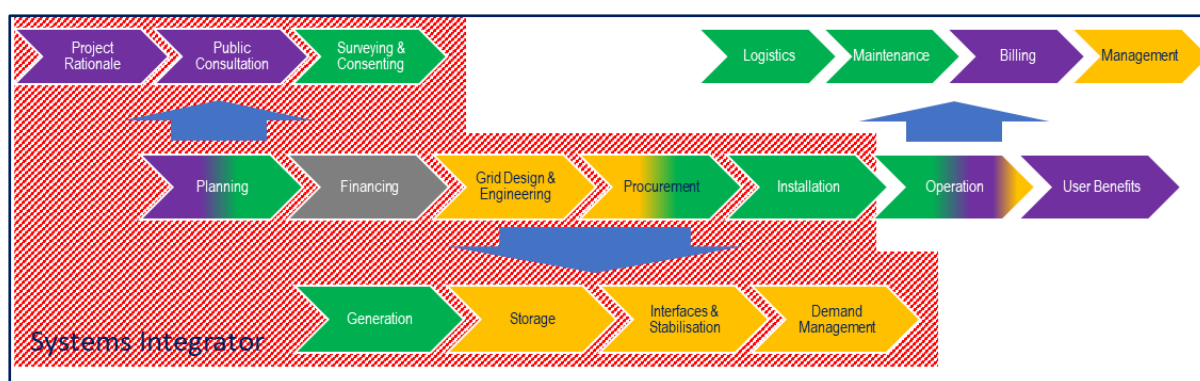 Project
Rationale
Public
Consultation
Surveying &
Consenting
Logistics
Maintenance
Billing
Management
Planning
Financing
Grid Design &
Engineering
Procurement
Installation
Operation
User Benefits
Generation
Storage
Interfaces &
Stabilisation
Demand
Management
Systems Integrator